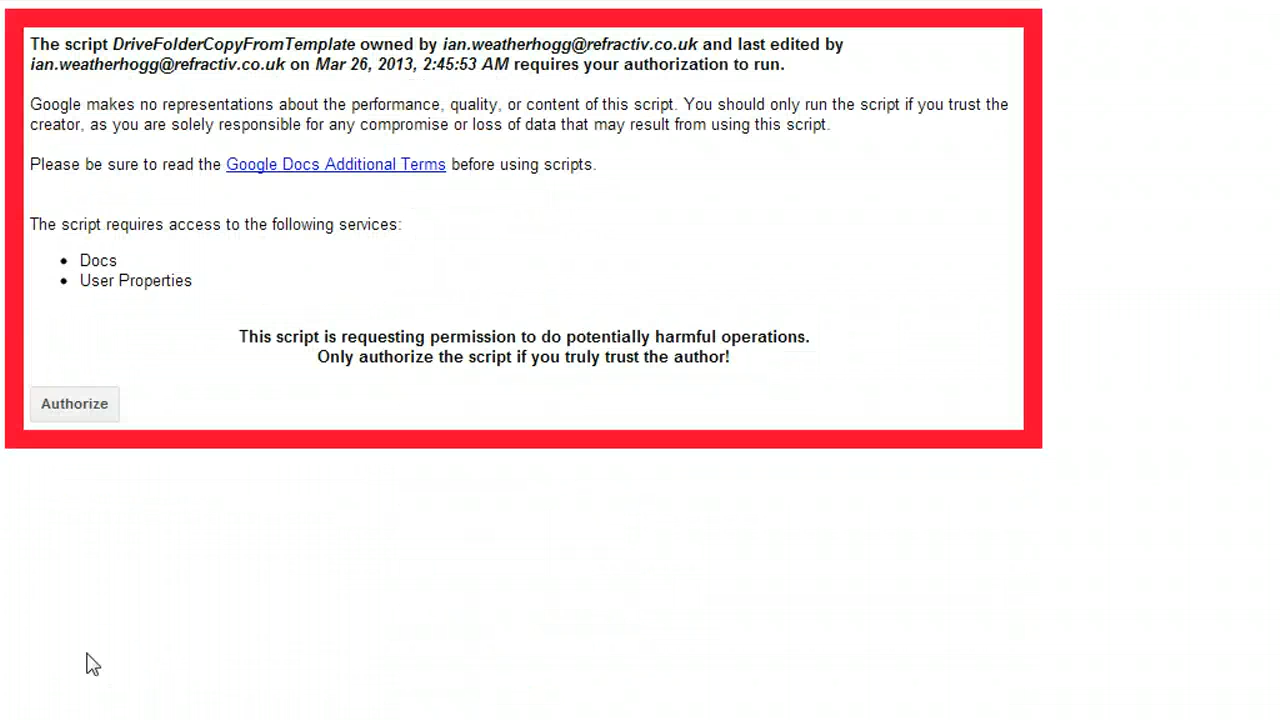 The script DriveFolderCopyFromTemplate owned by ian.weatherhogg@refractiv.co.uk and last edited by
ian.weatherhogg@refractiv.co.uk on Mar 26, 2013, 2:45:53 AM requires your authorization to run.
Google makes no representations about the performance, quality, or content of this script. You should only run the script if you trust the
creator, as you are solely responsible for any compromise or loss of data that may result from using this script.
Please be sure to read the Google Docs Additional Terms before using scripts.
The script requires access to the following services:
• Docs
• User Properties
This script is requesting permission to do potentially harmful operations.
Only authorize the script if you truly trust the author!
Authorize